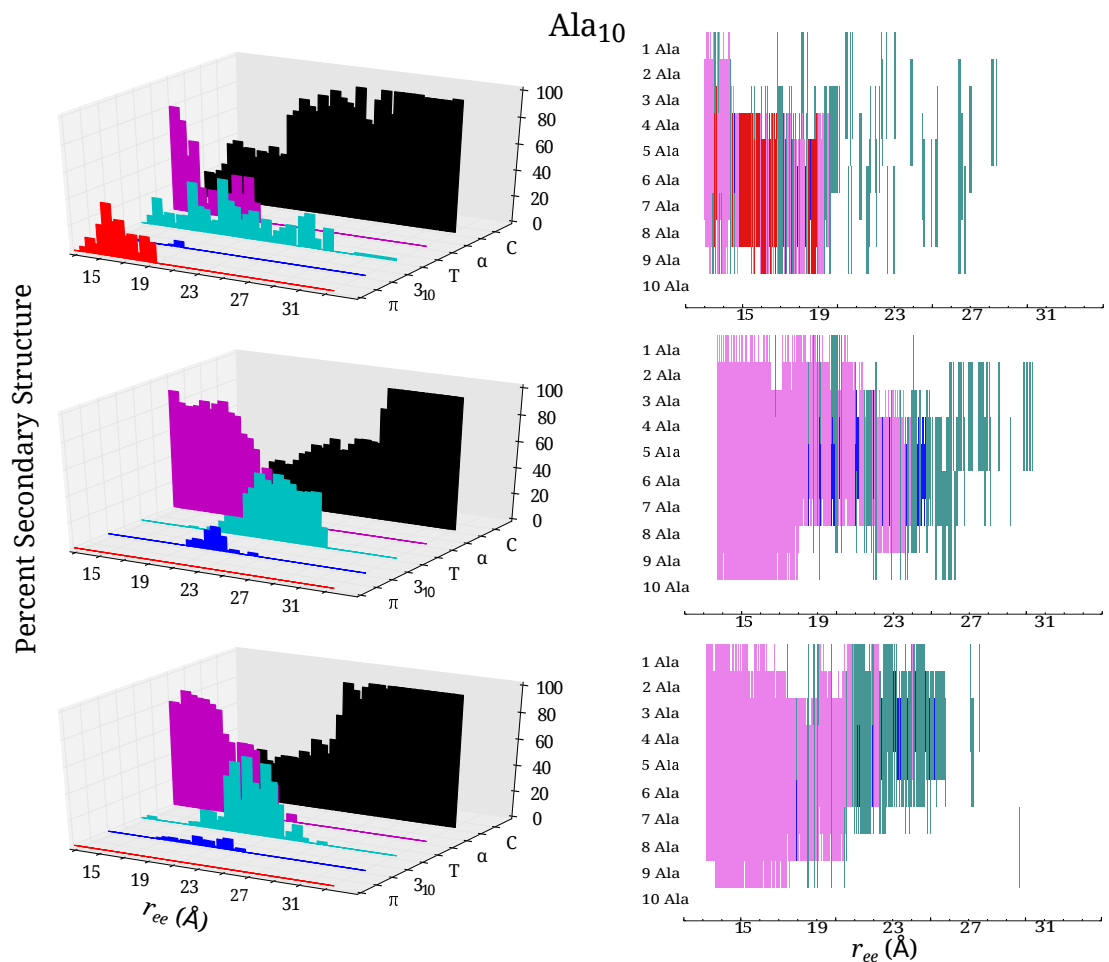 Ala10
Percent Secondary Structure
100
80
60
40
20
0
C
α
T
310
π
15
19
23
27
31
1 Ala
2 Ala
3 Ala
4 Ala
5 Ala
6 Ala
7 Ala
8 Ala
9 Ala
10 Ala
15
19
23
27
31
100
80
60
40
20
0
C
α
T
310
π
15
19
23
27
31
1 Ala
2 Ala
3 Ala
4 Ala
5 Ala
6 Ala
7 Ala
8 Ala
9 Ala
10 Ala
15
19
23
27
31
100
80
60
40
20
0
C
α
T
310
π
15
19
23
27
31
ree (Å)
1 Ala
2 Ala
3 Ala
4 Ala
5 Ala
6 Ala
7 Ala
8 Ala
9 Ala
10 Ala
15
19
23
27
31
ree (Å)